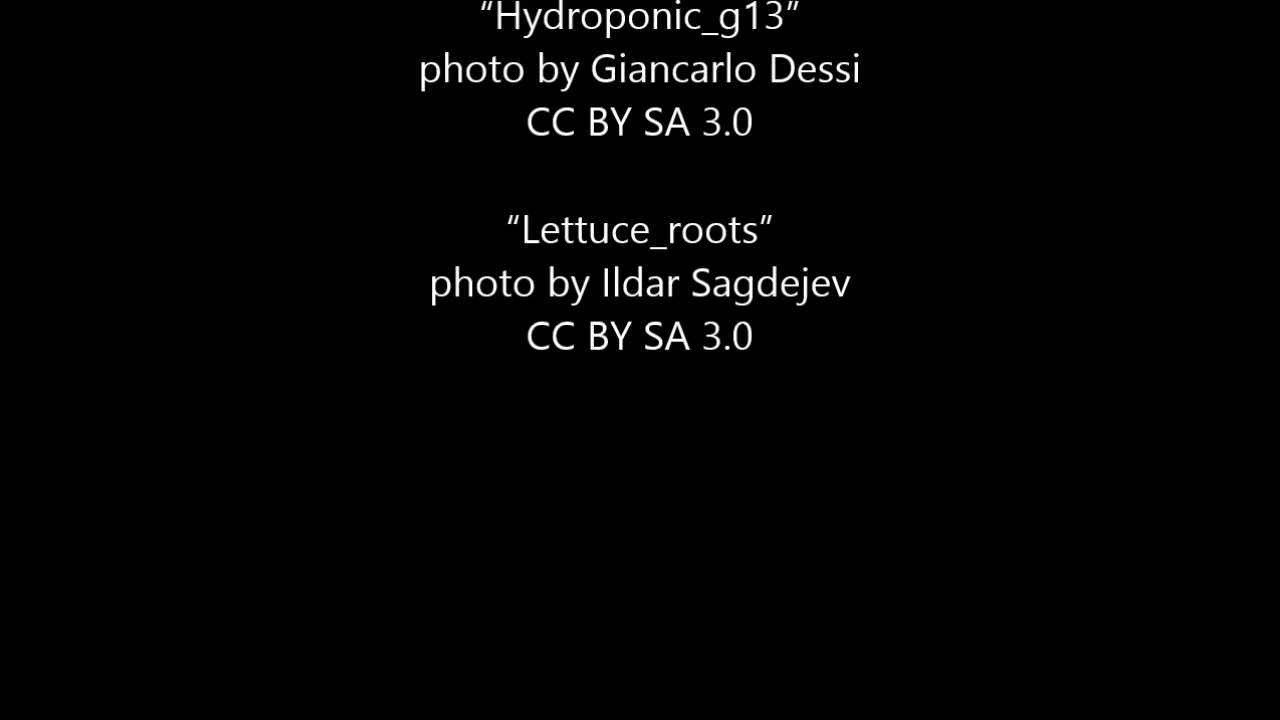 “Hydroponic_g13”
photo by Giancarlo Dessi
CC BY SA 3.0
“Lettuce_roots”
photo by Ildar Sagdejev
CC BY SA 3.0